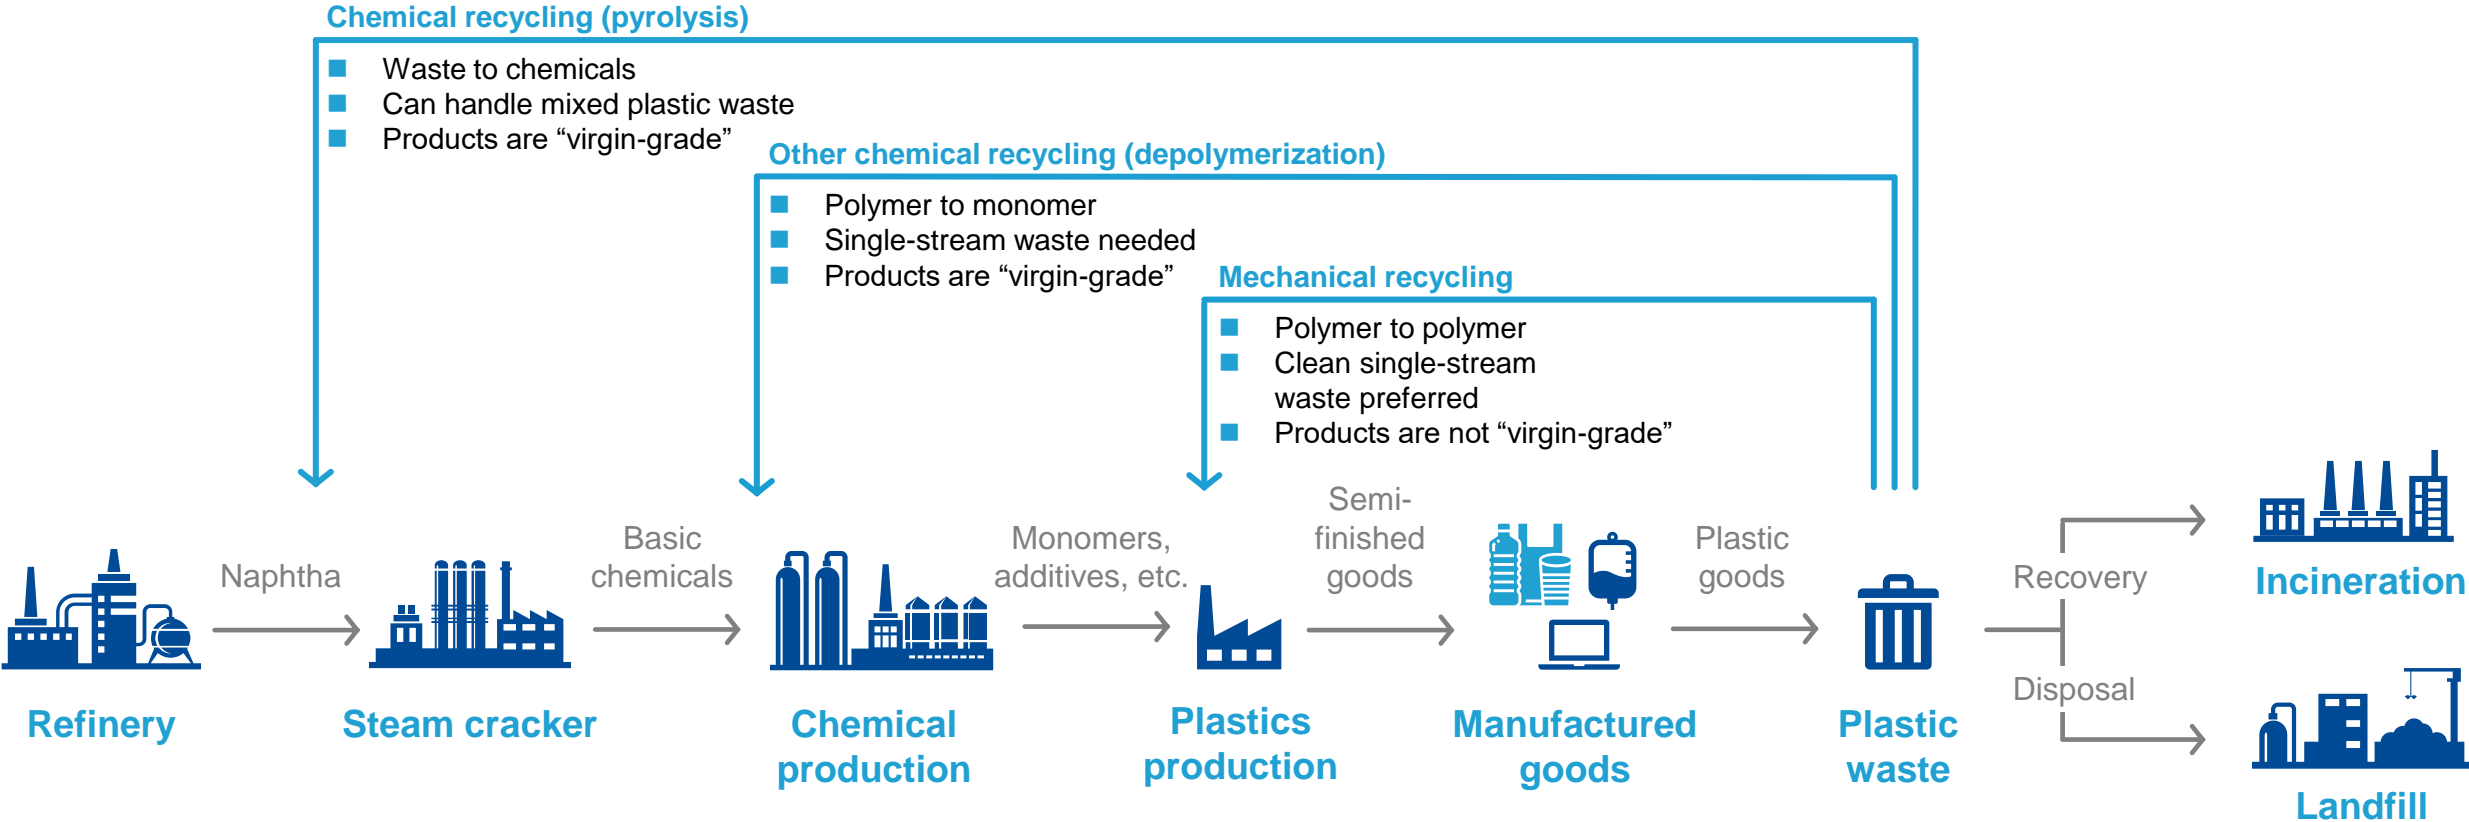 Chemical recycling (pyrolysis)
Waste to chemicals
Can handle mixed plastic waste
Products are “virgin-grade”
Other chemical recycling (depolymerization)
Polymer to monomer
Single-stream waste needed
Products are “virgin-grade”
Mechanical recycling
Polymer to polymer
Clean single-stream
waste preferred
Products are not “virgin-grade”
Naphtha
Basic
chemicals
Monomers,
additives, etc.
Semi-
finished
goods
Plastic
goods
Recovery
Disposal
Refinery
Steam cracker
Chemical
production
Plastics
production
Manufactured
goods
Plastic
waste
Incineration
Landfill